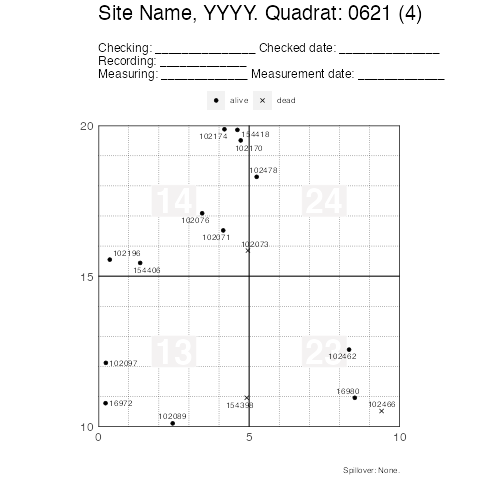 Site Name, YYYY. Quadrat: 0621 (4)
Checking: _______________ Checked date: _______________
Recording: _____________
Measuring: _____________ Measurement date: _____________
alive dead
20
102174 154418
102170
102478
14 24
102076
102071
102073
102196
154406
15
13 23
102462
102097
16980
16972 154398 102466
102089
10
0 5 10
Spillover: None.